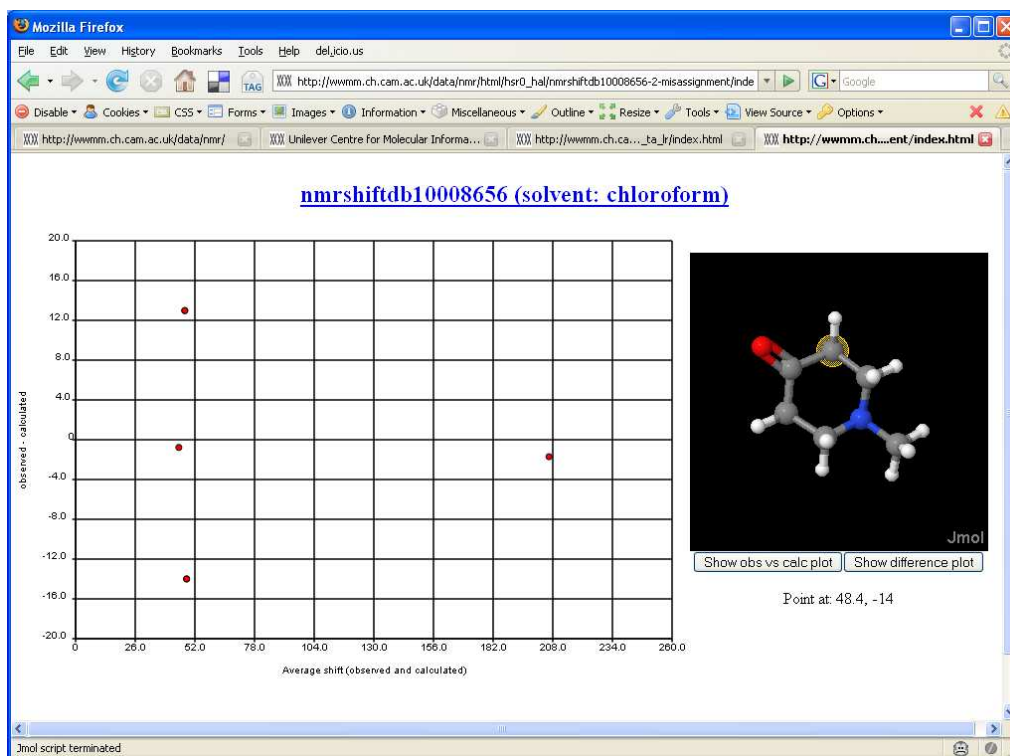 Mozilla Firefox
File Edit View History Bookmarks Tools Help del.icio.us
TAG http://wwmm.ch.cam.ac.uk/data/nmr/html/hsr0_hal/nmrshiftdb10008656-2-misassignment/inde G Google
Disable Cookies CSS Forms Images Information Miscellaneous Outline Resize Tools View Source Options
http://wwmm.ch.cam.ac.uk/data/nmr/ Unilever Centre for Molecular Informa... http://wwmm.ch.ca..._ta_lr/index.html http://wwmm.ch....ent/index.html
nmrshiftdb10008656 (solvent: chloroform)
20.0
16.0
12.0
8.0
4.0
0
-4.0
-8.0
-12.0
-16.0
-20.0
observed - calculated
0 26.0 52.0 78.0 104.0 130.0 156.0 182.0 208.0 234.0 260.0
Average shift (observed and calculated)
Jmol
Show obs vs calc plot Show difference plot
Point at: 48.4, -14
Jmol script terminated